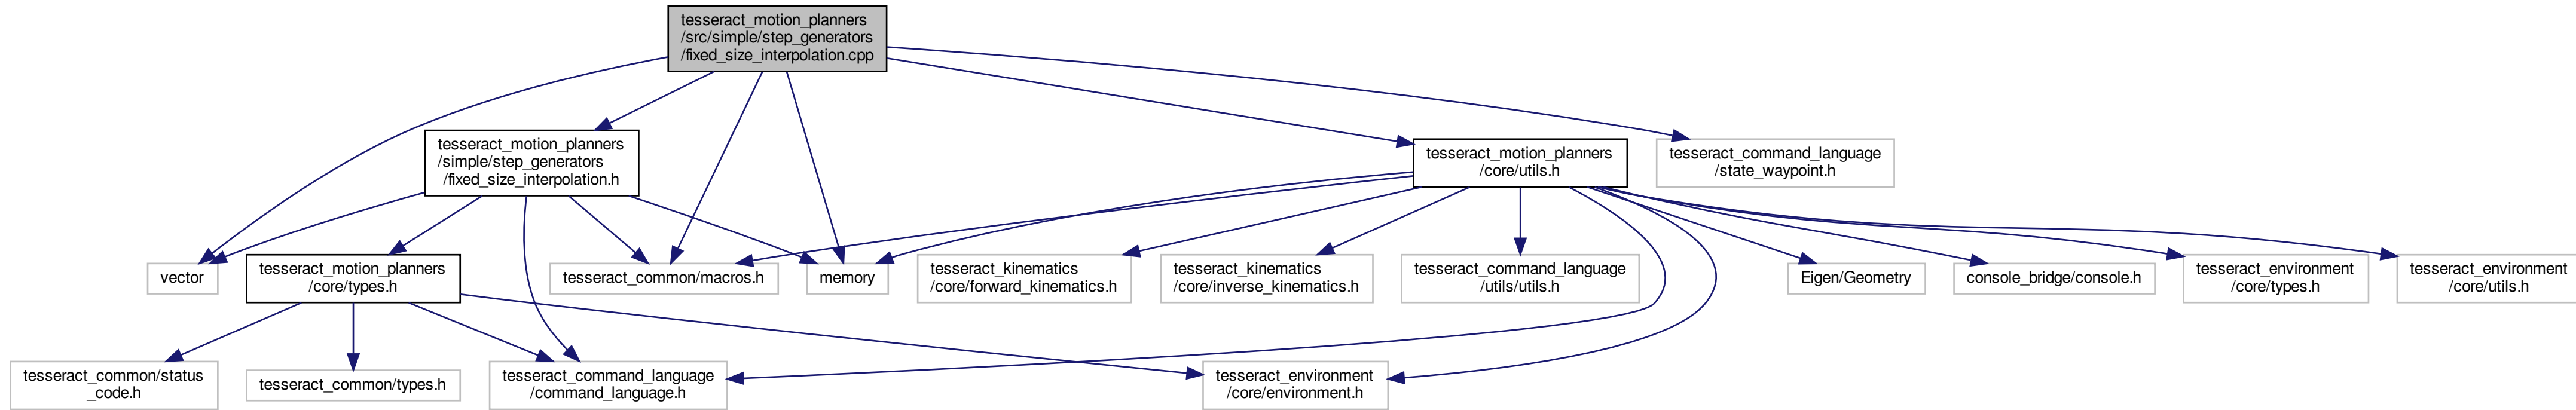 tesseract_motion_planners
/src/simple/step_generators
/fixed_size_interpolation.cpp
tesseract_motion_planners
/simple/step_generators
/fixed_size_interpolation.h
tesseract_motion_planners
/core/utils.h
tesseract_command_language
/state_waypoint.h
vector
tesseract_motion_planners
/core/types.h
tesseract_common/macros.h
memory
tesseract_kinematics
/core/forward_kinematics.h
tesseract_kinematics
/core/inverse_kinematics.h
tesseract_command_language
/utils/utils.h
Eigen/Geometry
console_bridge/console.h
tesseract_environment
/core/types.h
tesseract_environment
/core/utils.h
tesseract_common/status
_code.h
tesseract_common/types.h
tesseract_command_language
/command_language.h
tesseract_environment
/core/environment.h